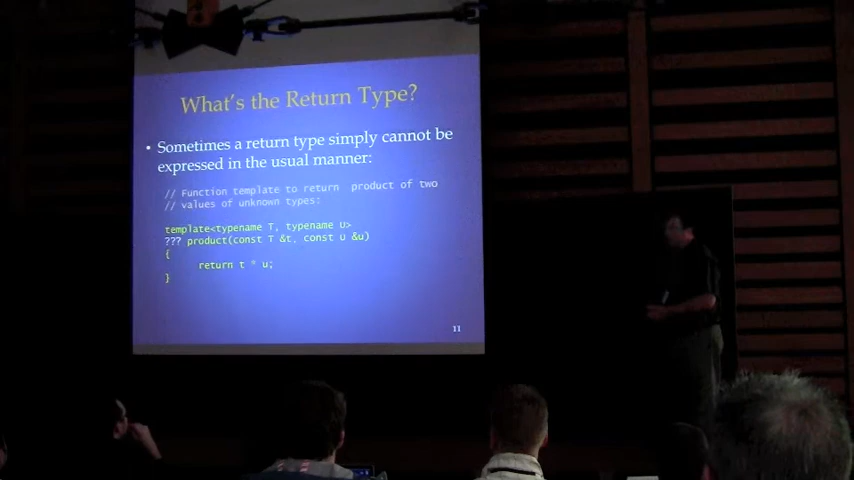 What's the Return Type?
• Sometimes a return type simply cannot be
expressed in the usual manner:
// Function template to return product of two
// values of unknown types:
template<typename T, typename U>
??? product(const T &t, const U &u)
{
return t * u;
}
11